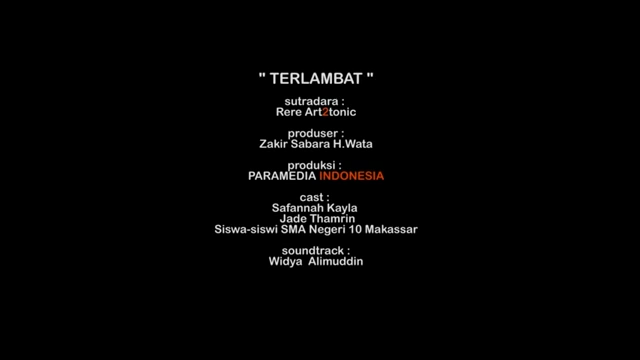 " TERLAMBAT "
sutradara :
Rere Art2tonic
produser :
Zakir Sabara H.Wata
produksi :
PARAMEDIA INDONESIA
cast :
Safannah Kayla
Jade Thamrin
Siswa-siswi SMA Negeri 10 Makassar
soundtrack :
Widya Alimuddin